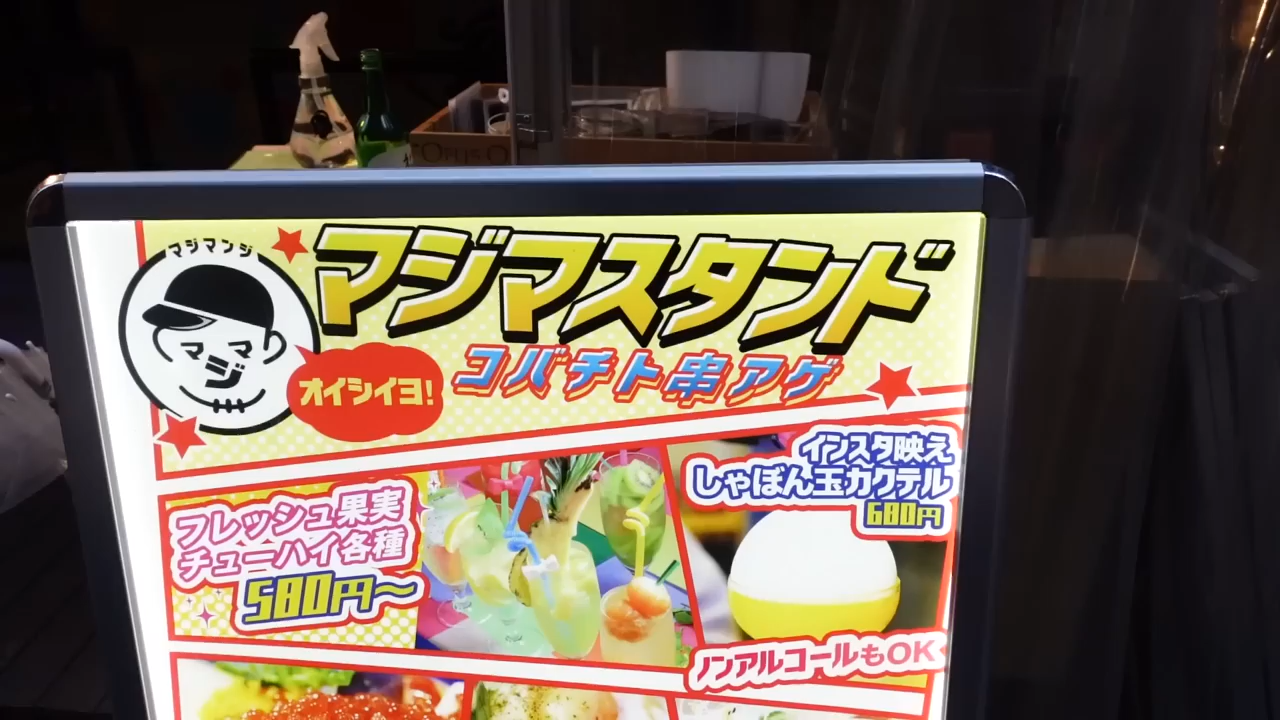 マジマンジ
マジマスタンド
コバチト串アゲ
マ マ
ジ
オイシイヨ!
インスタ映え
しゃぼん玉カクテル
680円
フレッシュ果実
チューハイ各種
580円〜
ノンアルコールもOK